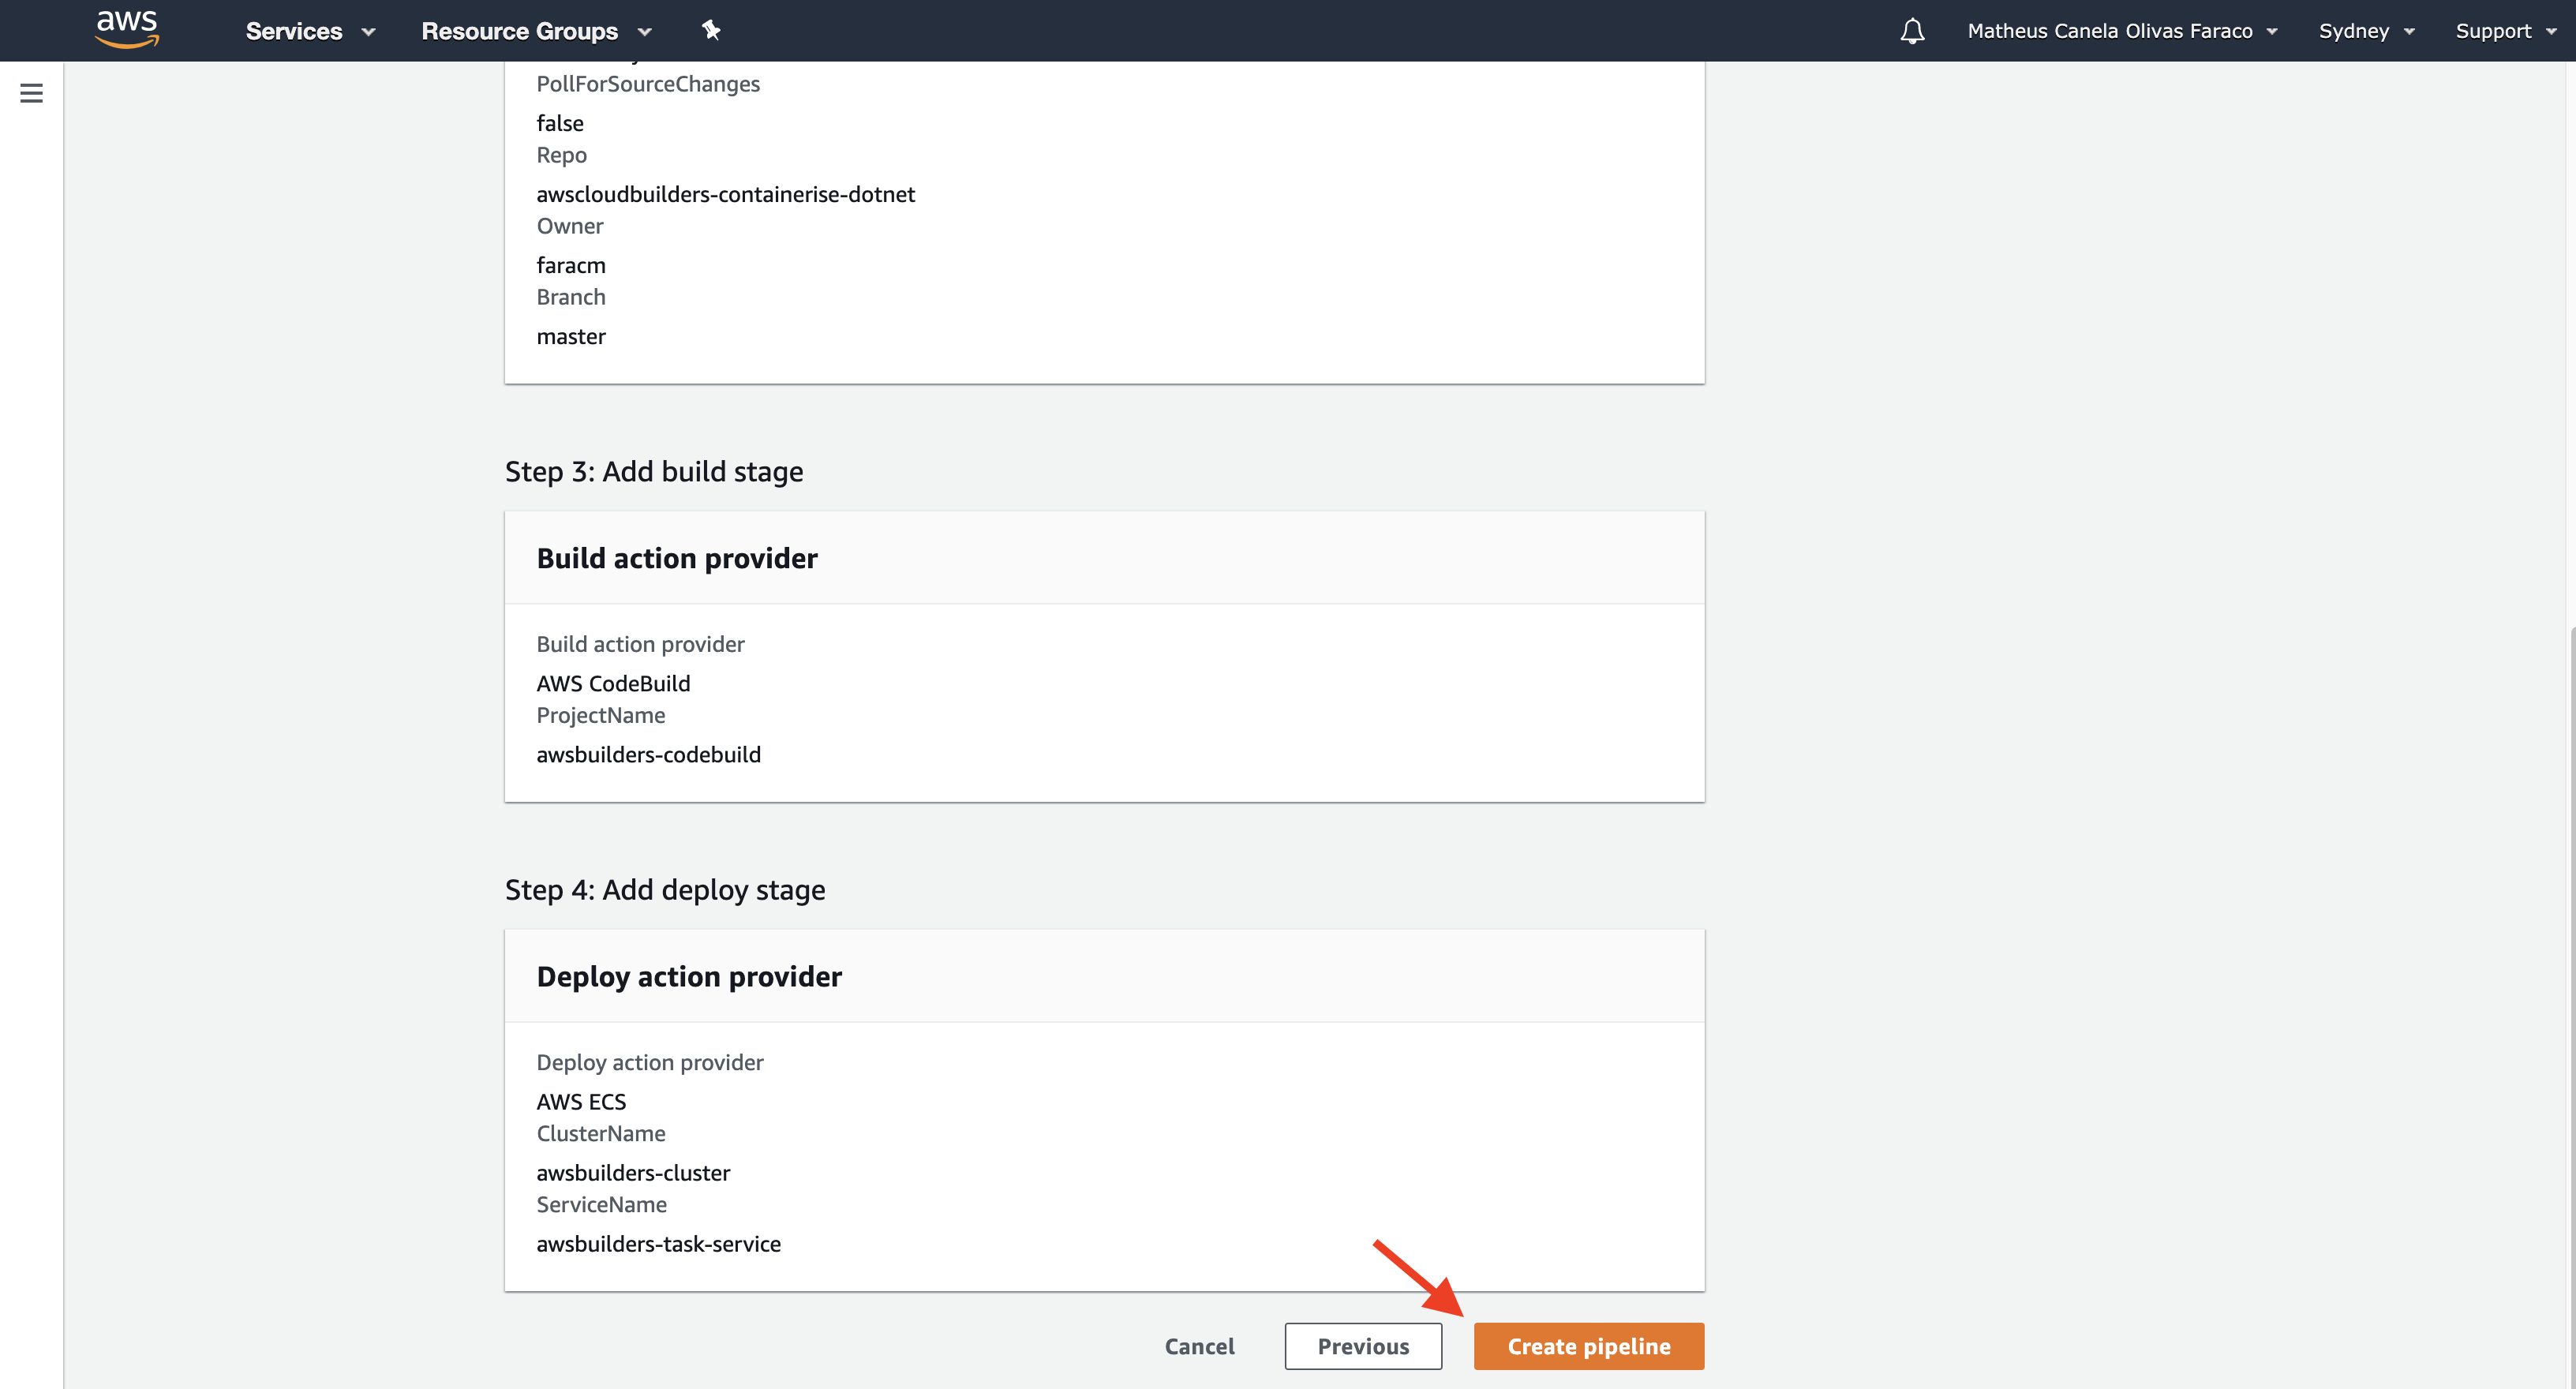 aws
Services
Resource Groups
Matheus Canela Olivas Faraco
Sydney
Support
PollForSourceChanges
false
Repo
awscloudbuilders-containerise-dotnet
Owner
faracm
Branch
master
Step 3: Add build stage
Build action provider
Build action provider
AWS CodeBuild
ProjectName
awsbuilders-codebuild
Step 4: Add deploy stage
Deploy action provider
Deploy action provider
AWS ECS
ClusterName
awsbuilders-cluster
ServiceName
awsbuilders-task-service
Cancel
Previous
Create pipeline